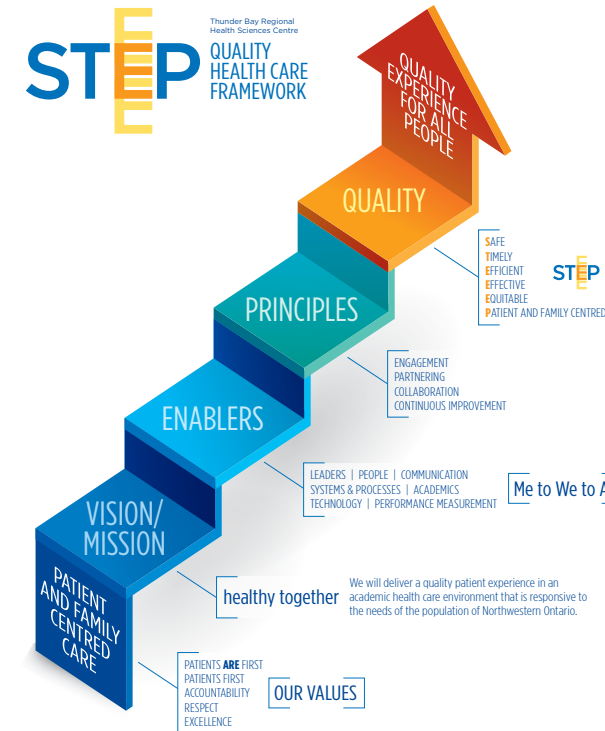 Thunder Bay Regional
Health Sciences Centre
STEEEP
QUALITY
HEALTH CARE
FRAMEWORK
QUALITY
EXPERIENCE
FOR ALL
PEOPLE
QUALITY
SAFE
TIMELY
EFFICIENT
EFFECTIVE
EQUITABLE
PATIENT AND FAMILY CENTRED
STEEEP
PRINCIPLES
ENGAGEMENT
PARTNERING
COLLABORATION
CONTINUOUS IMPROVEMENT
ENABLERS
LEADERS | PEOPLE | COMMUNICATION
SYSTEMS & PROCESSES | ACADEMICS
TECHNOLOGY | PERFORMANCE MEASUREMENT
Me to We to A
VISION/
MISSION
healthy together
We will deliver a quality patient experience in an
academic health care environment that is responsive to
the needs of the population of Northwestern Ontario.
PATIENT
AND FAMILY
CENTRED
CARE
PATIENTS ARE FIRST
PATIENTS FIRST
ACCOUNTABILITY
RESPECT
EXCELLENCE
OUR VALUES